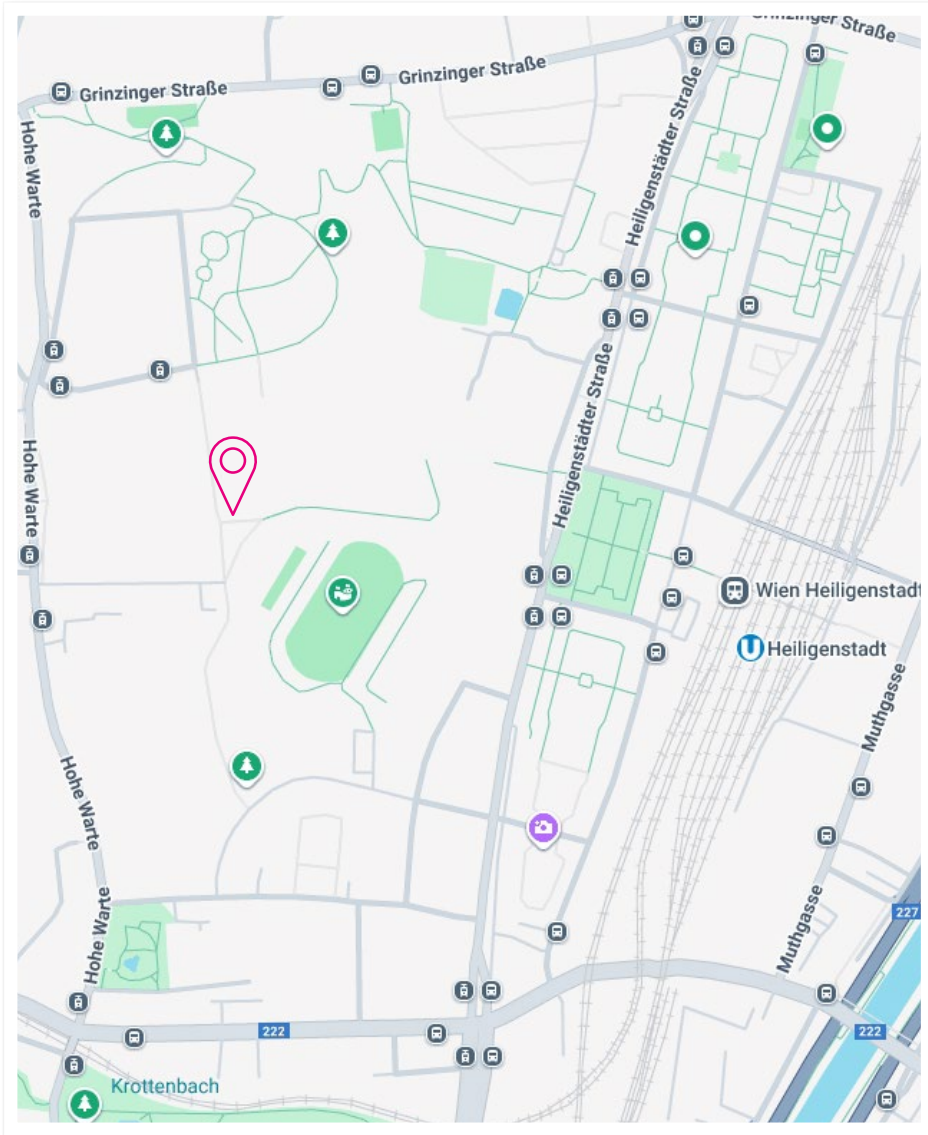 Grinzinger Straße
Grinzinger Straße
Grinzinger Straße
Hohe Warte
Heiligenstädter Straße
Heiligenstädter Straße
Hohe Warte
Wien Heiligenstadt
U Heiligenstadt
Muthgasse
Hohe Warte
Hohe Warte
Muthgasse
227
222
222
Krottenbach